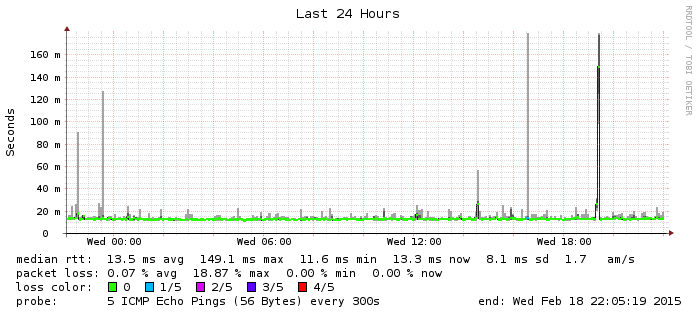 Last 24 Hours
RRDTOOL / TOBI OETIKER
Seconds
160 m
140 m
120 m
100 m
80 m
60 m
40 m
20 m
0
Wed 00:00 Wed 06:00 Wed 12:00 Wed 18:00
median rtt: 13.5 ms avg 149.1 ms max 11.6 ms min 13.3 ms now 8.1 ms sd 1.7 am/s
packet loss: 0.07 % avg 18.87 % max 0.00 % min 0.00 % now
loss color: 0 1/5 2/5 3/5 4/5
probe: 5 ICMP Echo Pings (56 Bytes) every 300s end: Wed Feb 18 22:05:19 2015